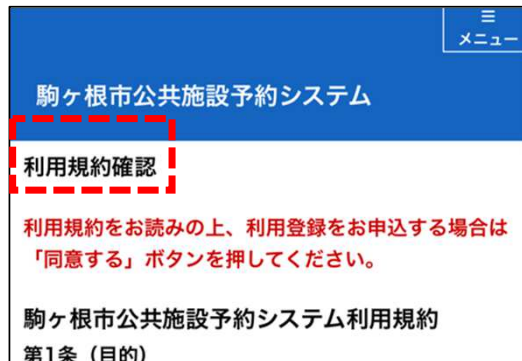 メニュー
駒ヶ根市公共施設予約システム
利用規約確認
利用規約をお読みの上、利用登録をお申込する場合は
「同意する」ボタンを押してください。
駒ヶ根市公共施設予約システム利用規約
第1条（目的）